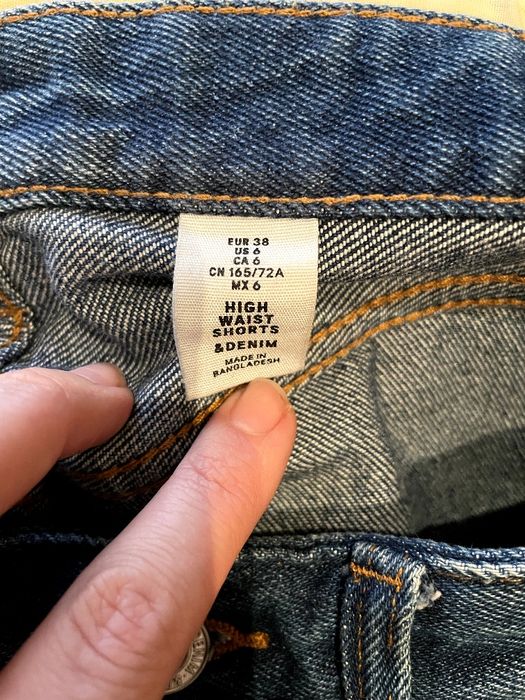 EUR 38
US 6
CA 6
CN 165/72A
MX 6
HIGH
WAIST
SHORTS
&DENIM
MADE IN
BANGLADESH